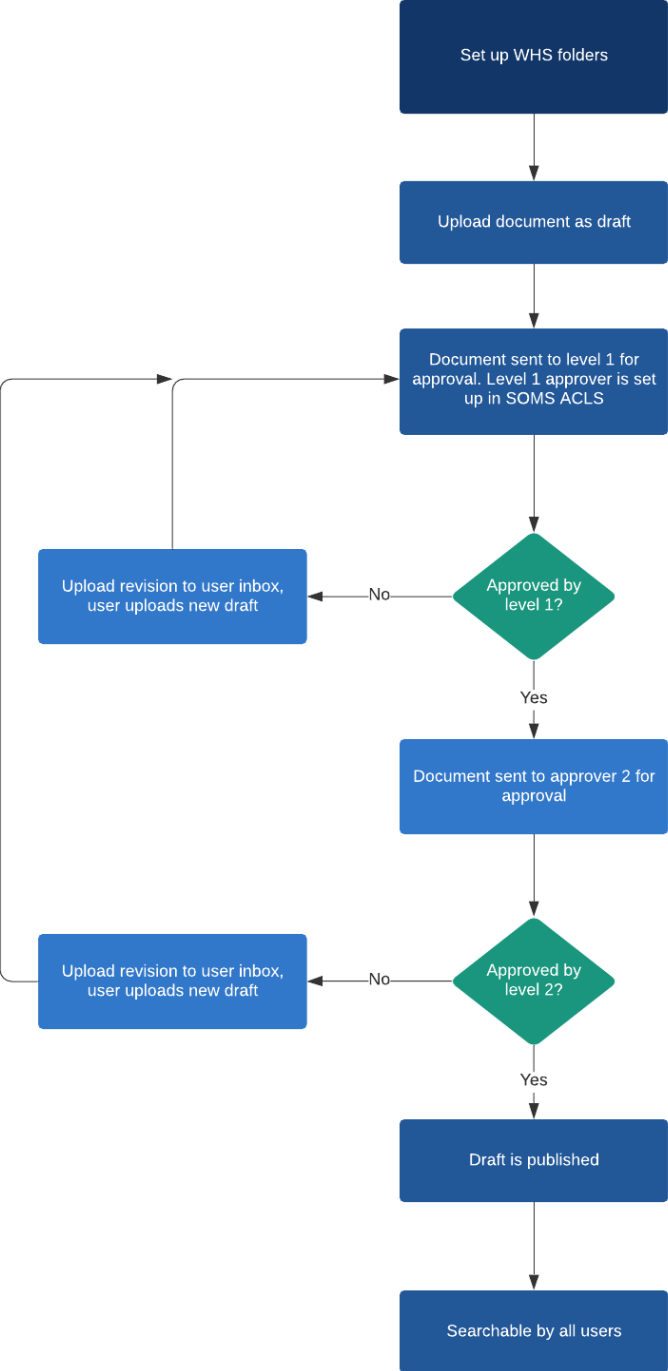 Set up WHS folders
Upload document as draft
Document sent to level 1 for
approval. Level 1 approver is set
up in SOMS ACLS
Approved by
level 1?
No
Upload revision to user inbox,
user uploads new draft
Yes
Document sent to approver 2 for
approval
Approved by
level 2?
No
Upload revision to user inbox,
user uploads new draft
Yes
Draft is published
Searchable by all users